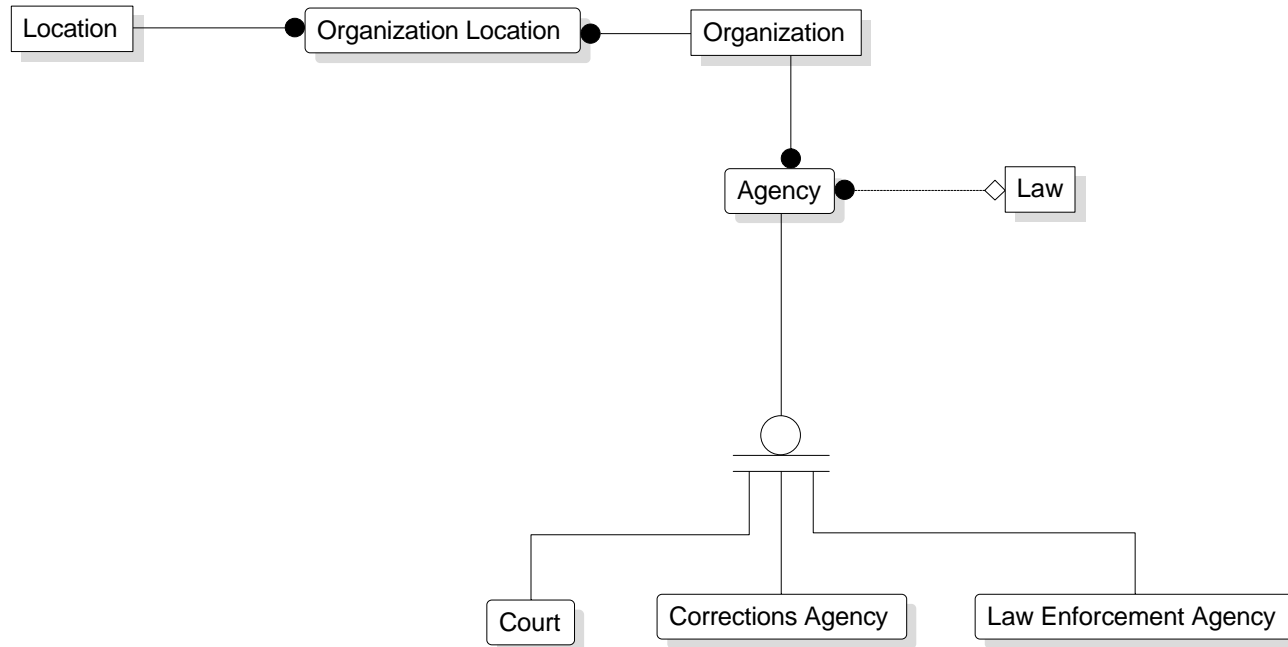 Location
Organization Location
Organization
Agency
Law
Court
Corrections Agency
Law Enforcement Agency